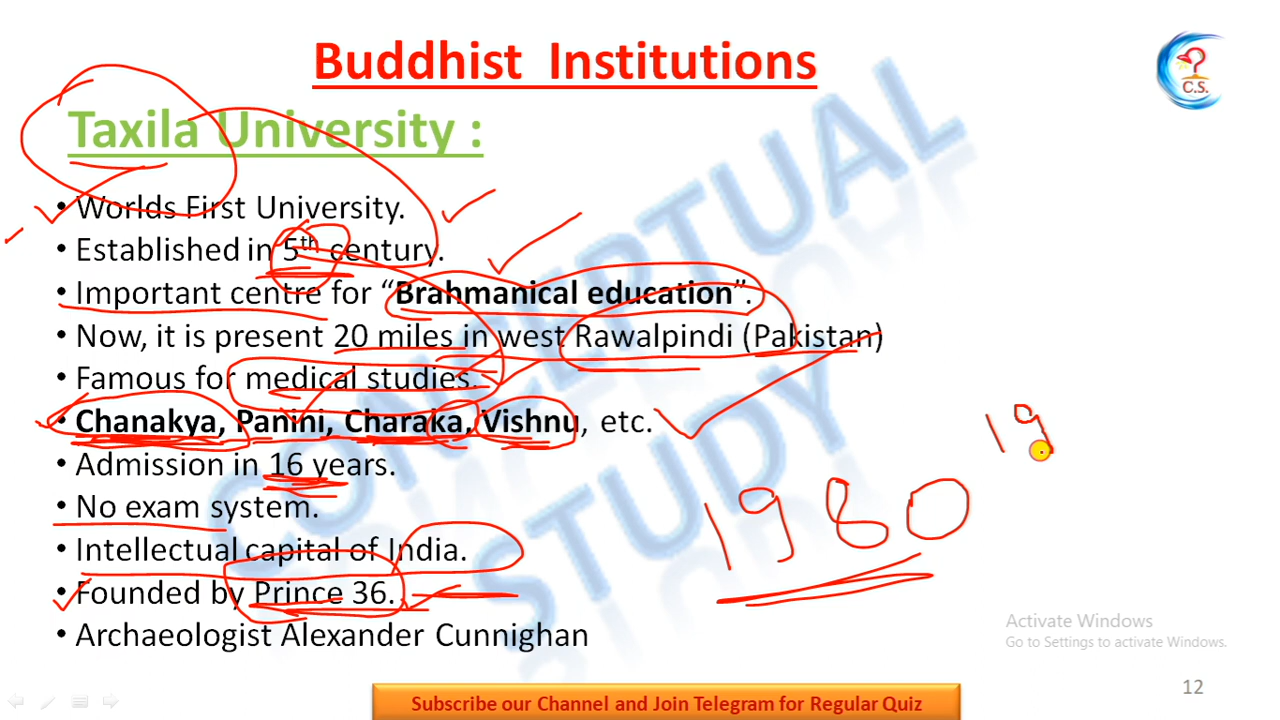 Buddhist Institutions
C.S.
Taxila University :
• Worlds First University.
• Established in 5th century.
• Important centre for “Brahmanical education”.
• Now, it is present 20 miles in west Rawalpindi (Pakistan)
• Famous for medical studies.
• Chanakya, Panini, Charaka, Vishnu, etc.
• Admission in 16 years.
• No exam system.
• Intellectual capital of India.
• Founded by Prince 36.
• Archaeologist Alexander Cunnighan
19
1980
CONCEPTUAL
STUDY
Activate Windows
Go to Settings to activate Windows.
12
Subscribe our Channel and Join Telegram for Regular Quiz